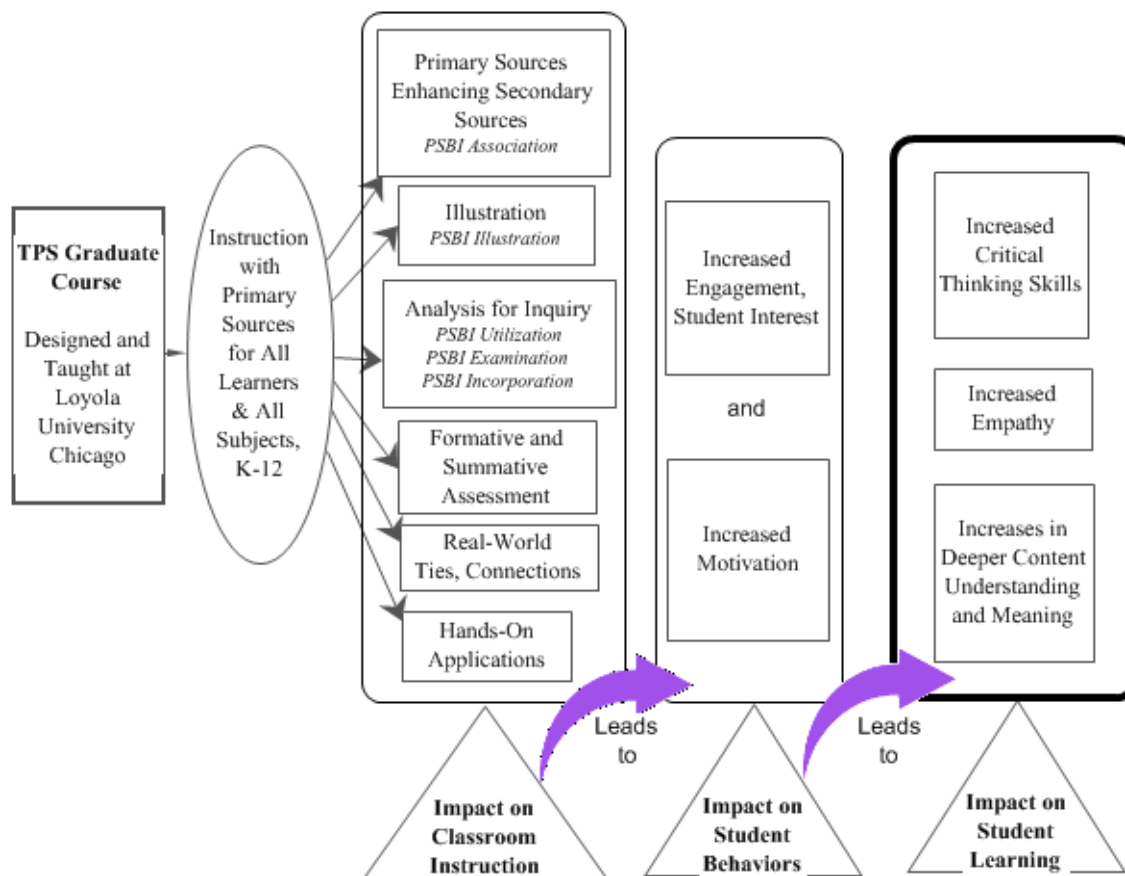 TPS Graduate
Course
Designed and
Taught at
Loyola
University
Chicago
Instruction
with
Primary
Sources
for All
Learners
& All
Subjects,
K-12
Primary Sources
Enhancing Secondary
Sources
PSBI Association
Illustration
PSBI Illustration
Analysis for Inquiry
PSBI Utilization
PSBI Examination
PSBI Incorporation
Formative and
Summative
Assessment
Real-World
Ties, Connections
Hands-On
Applications
Increased
Engagement,
Student Interest
and
Increased
Motivation
Increased
Critical
Thinking Skills
Increased
Empathy
Increases in
Deeper Content
Understanding
and Meaning
Leads
to
Leads
to
Impact on
Classroom
Instruction
Impact on
Student
Behaviors
Impact on
Student
Learning